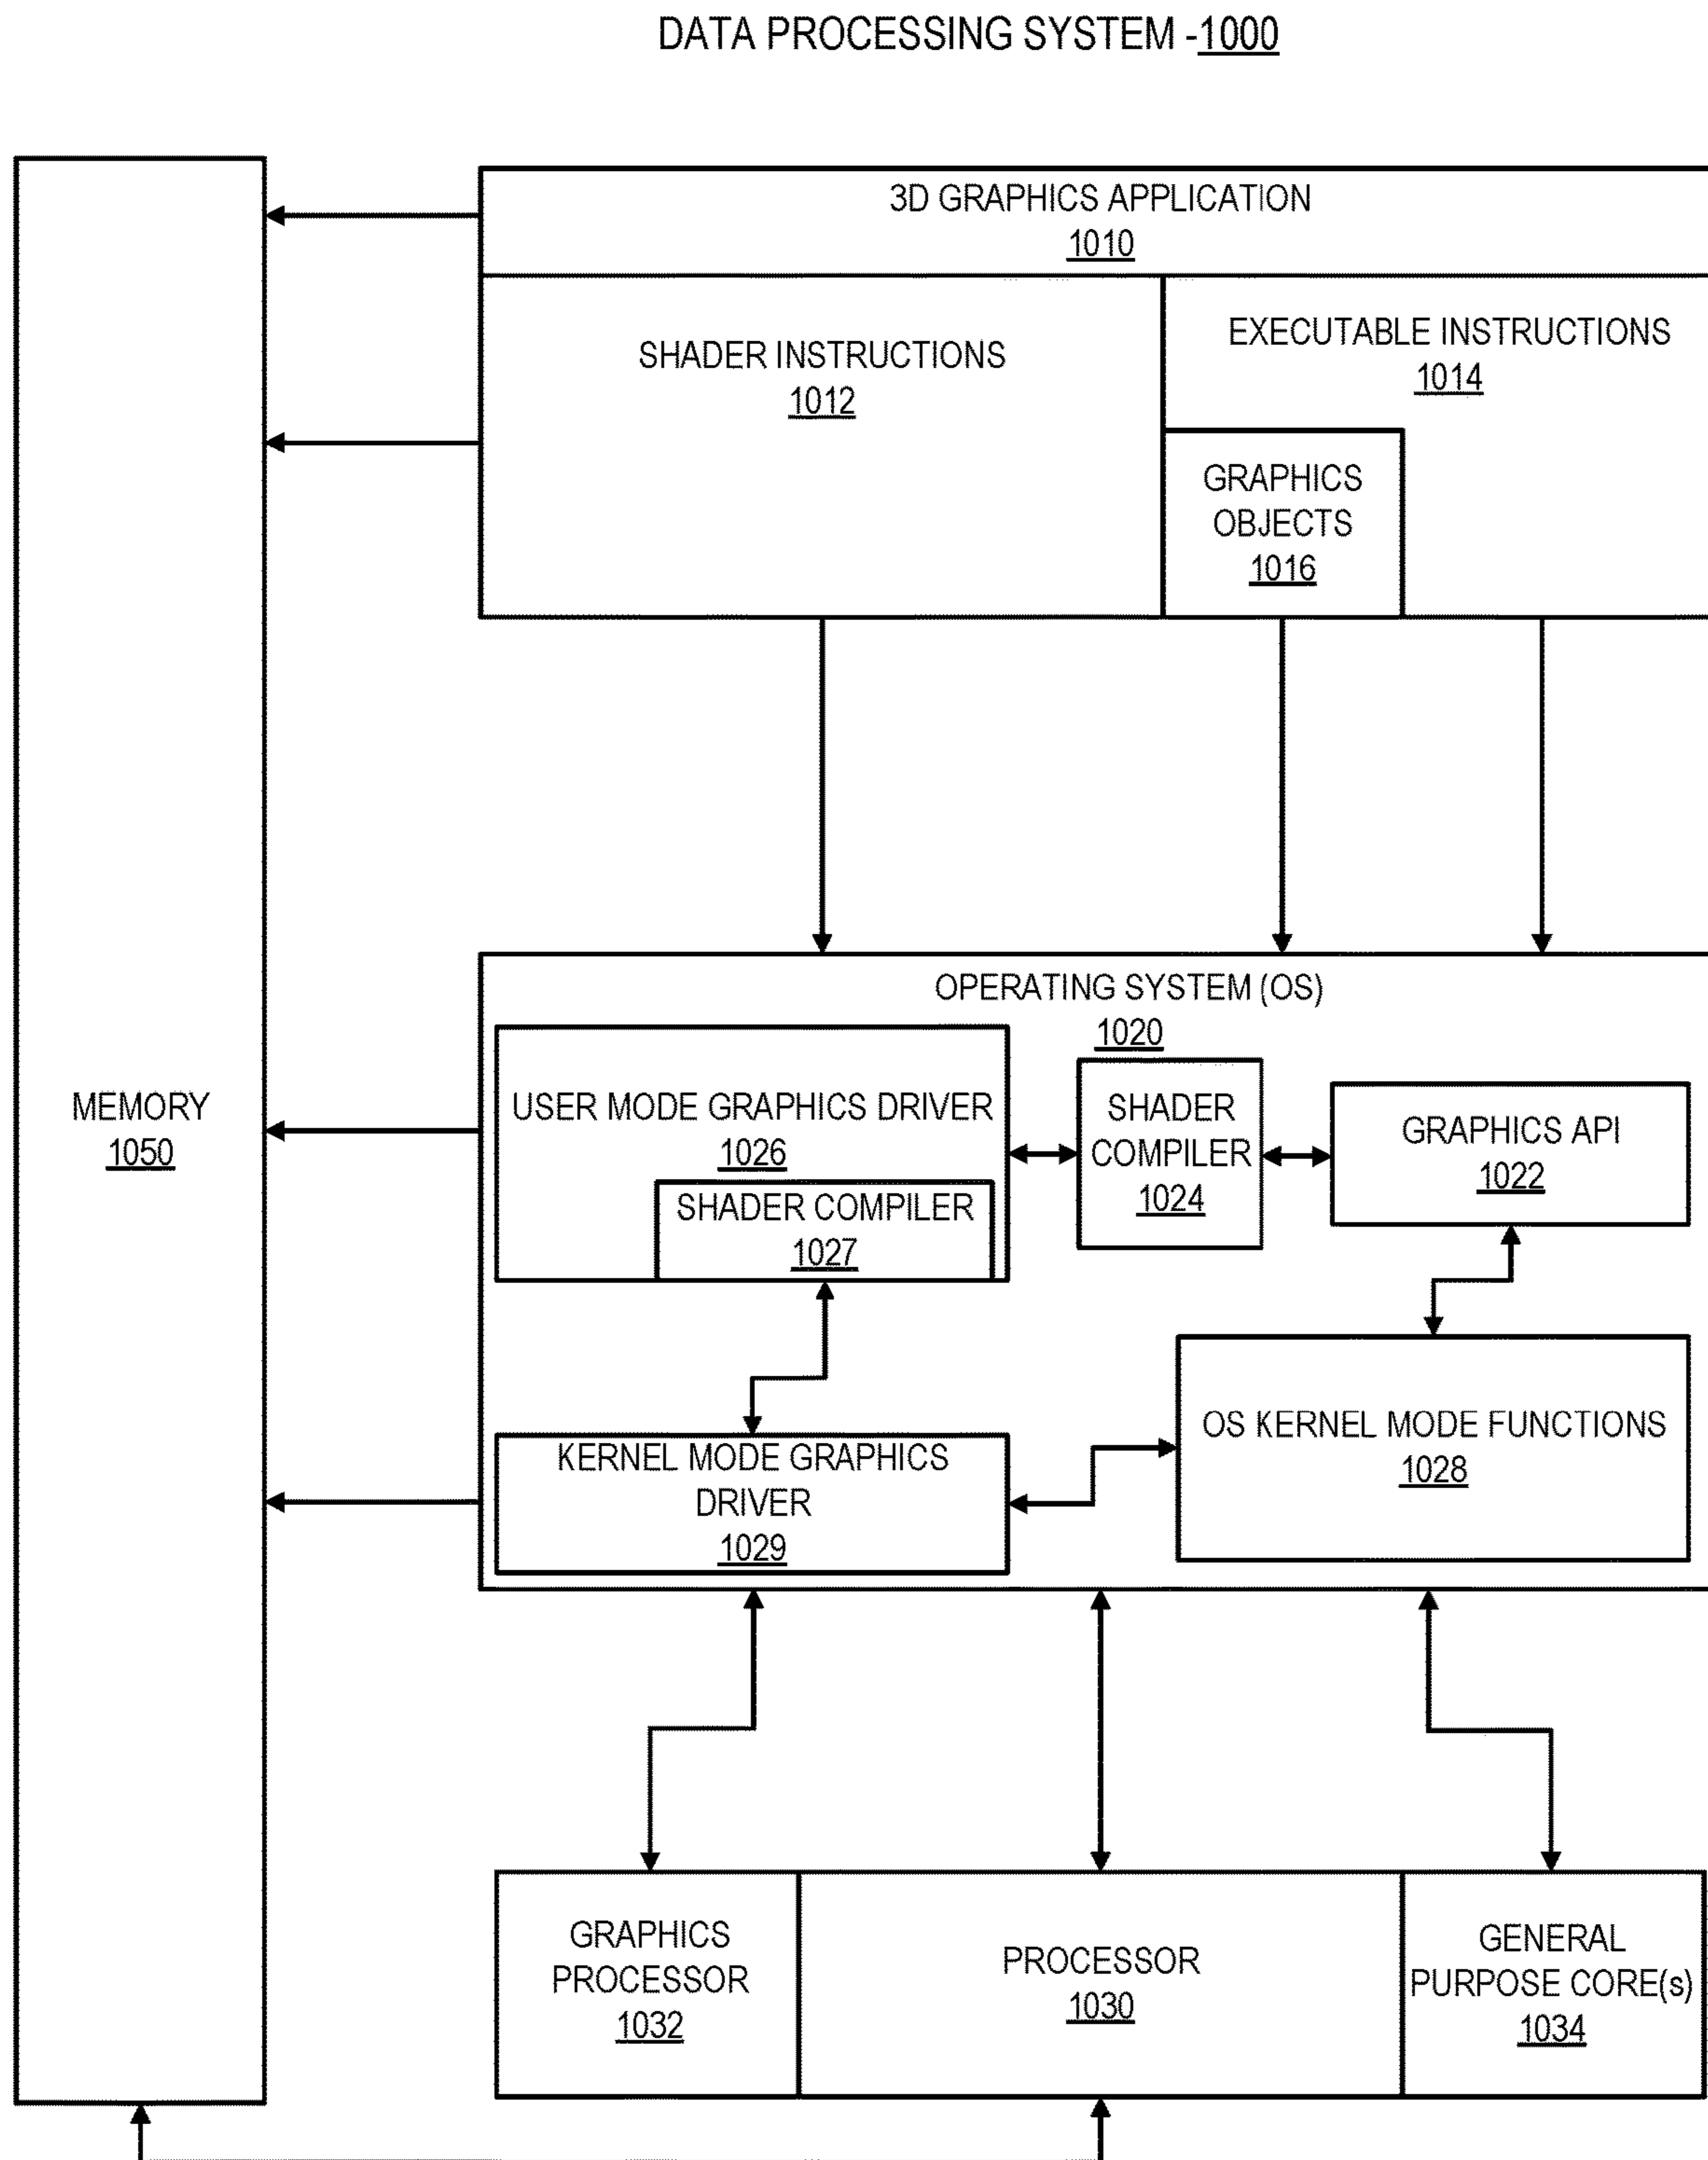 DATA PROCESSING SYSTEM -1000
3D GRAPHICS APPLICATION
1010
SHADER INSTRUCTIONS
1012
EXECUTABLE INSTRUCTIONS
1014
GRAPHICS
OBJECTS
1016
OPERATING SYSTEM (OS)
1020
USER MODE GRAPHICS DRIVER
1026
SHADER COMPILER
1027
SHADER
COMPILER
1024
GRAPHICS API
1022
MEMORY
1050
KERNEL MODE GRAPHICS
DRIVER
1029
OS KERNEL MODE FUNCTIONS
1028
GRAPHICS
PROCESSOR
1032
PROCESSOR
1030
GENERAL
PURPOSE CORE(s)
1034